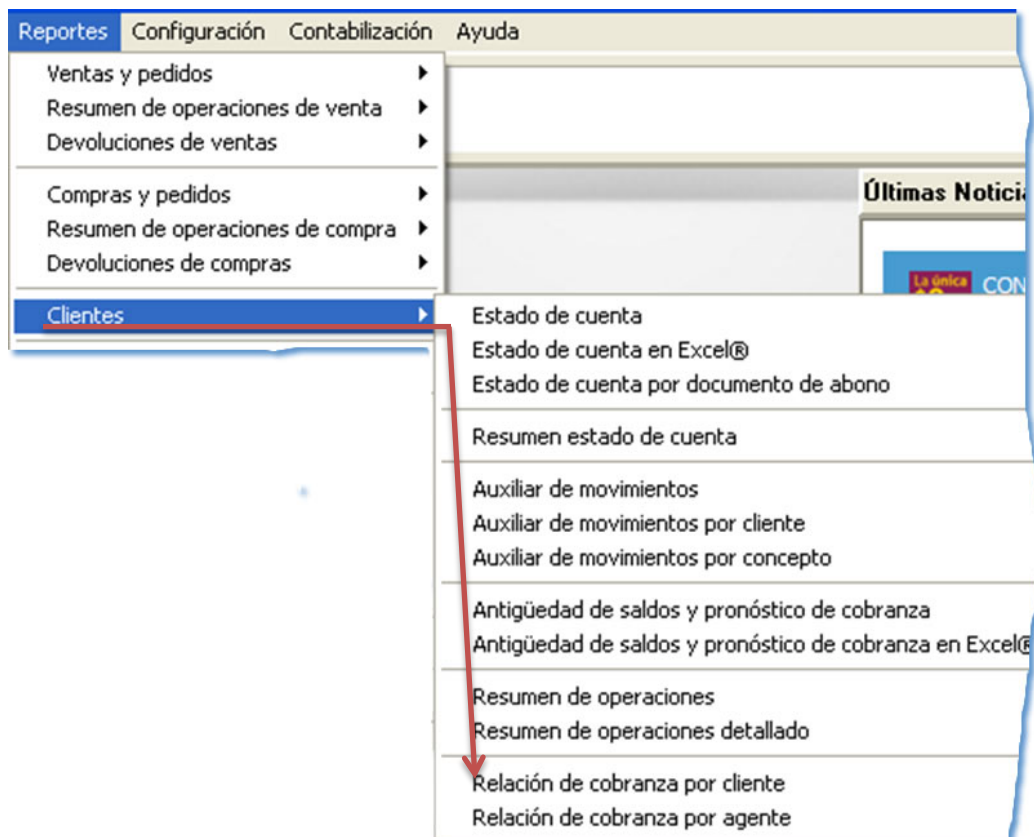 Reportes Configuración Contabilización Ayuda
Ventas y pedidos
Resumen de operaciones de venta
Devoluciones de ventas
Compras y pedidos
Resumen de operaciones de compra
Devoluciones de compras
Últimas Notici
La única
CON
Clientes
Estado de cuenta
Estado de cuenta en Excel®
Estado de cuenta por documento de abono
Resumen estado de cuenta
Auxiliar de movimientos
Auxiliar de movimientos por cliente
Auxiliar de movimientos por concepto
Antigüedad de saldos y pronóstico de cobranza
Antigüedad de saldos y pronóstico de cobranza en Excel®
Resumen de operaciones
Resumen de operaciones detallado
Relación de cobranza por cliente
Relación de cobranza por agente